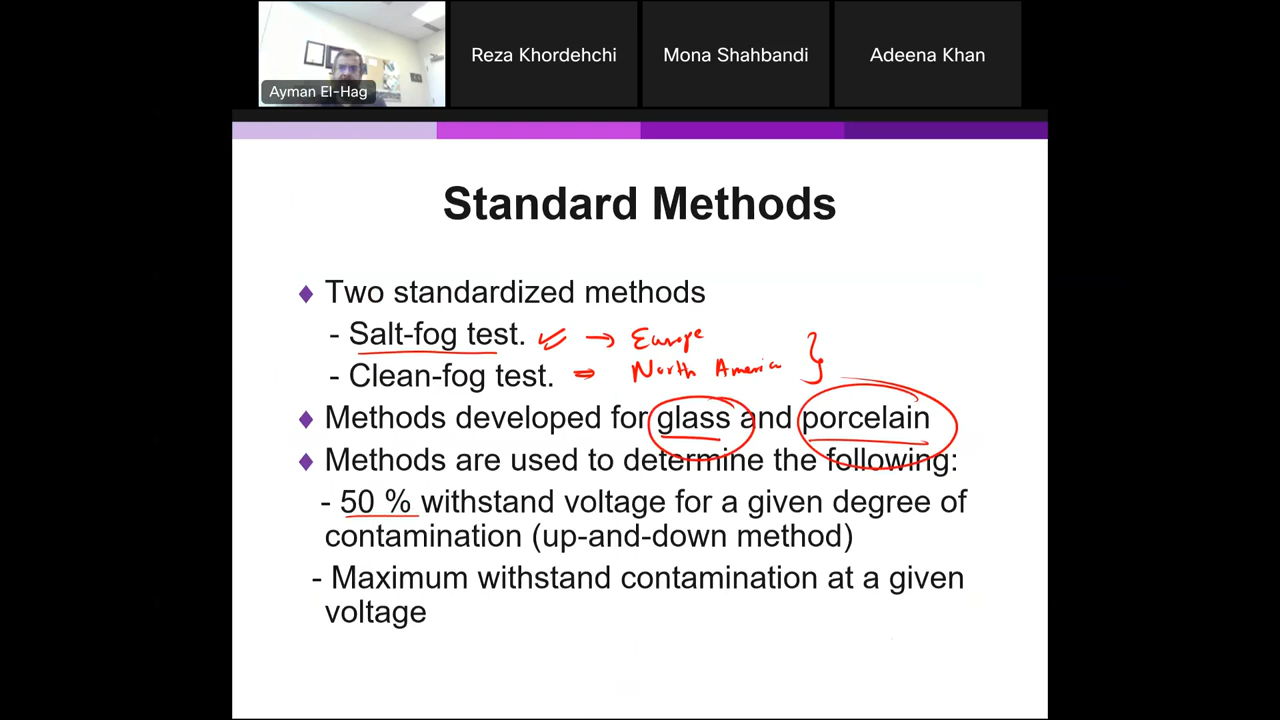 Ayman El-Hag
Reza Khordehchi
Mona Shahbandi
Adeena Khan
Standard Methods
Two standardized methods
- Salt-fog test. → Europe
- Clean-fog test. → North America }
Methods developed for glass and porcelain
Methods are used to determine the following:
- 50 % withstand voltage for a given degree of
contamination (up-and-down method)
- Maximum withstand contamination at a given
voltage